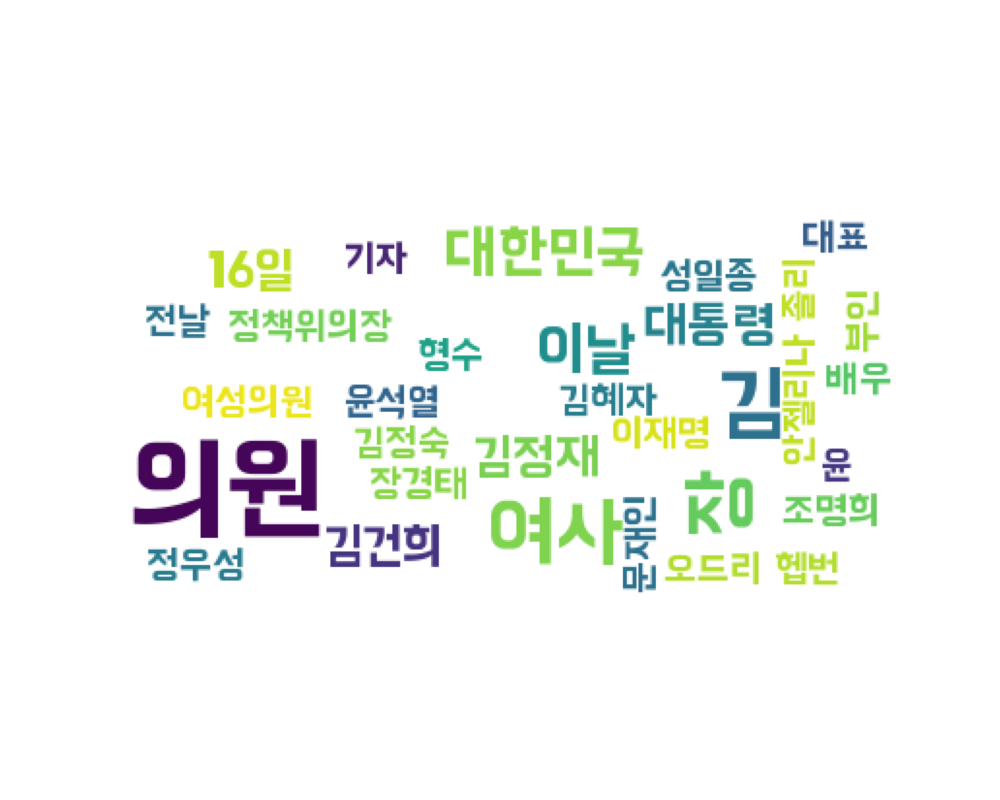 대표
대한민국
16일
기자
성일종
안젤리나 졸리
부인
전날
정책위의장
대통령
이날
형수
배우
김
여성의원
윤석열
김혜자
이재명
김정숙
김정재
윤
의원
장경태
장
여사
조명희
문재인
김건희
정우성
오드리 헵번